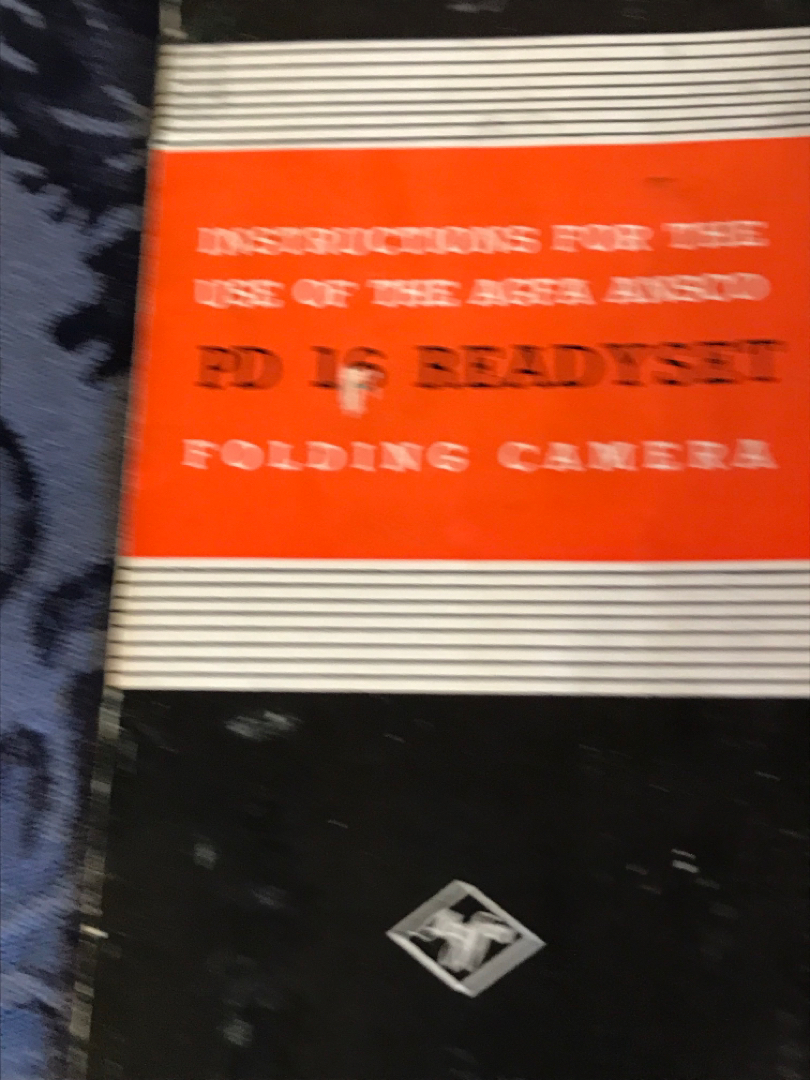 INSTRUCTIONS FOR THE
USE OF THE AGFA ANSCO
PD 16 READYSET
FOLDING CAMERA